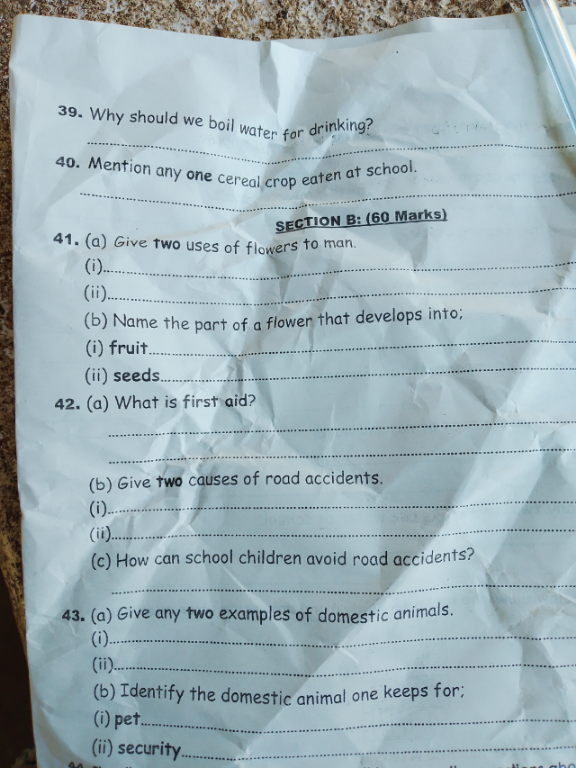 39. Why should we boil water for drinking?
40. Mention any one cereal crop eaten at school.
SECTION B: (60 Marks)
41. (a) Give two uses of flowers to man.
(i)
(ii)
(b) Name the part of a flower that develops into;
(i) fruit
(ii) seeds
42. (a) What is first aid?
(b) Give two causes of road accidents.
(i)
(ii)
(c) How can school children avoid road accidents?
43. (a) Give any two examples of domestic animals.
(i)
(ii)
(b) Identify the domestic animal one keeps for;
(i) pet
(ii) security